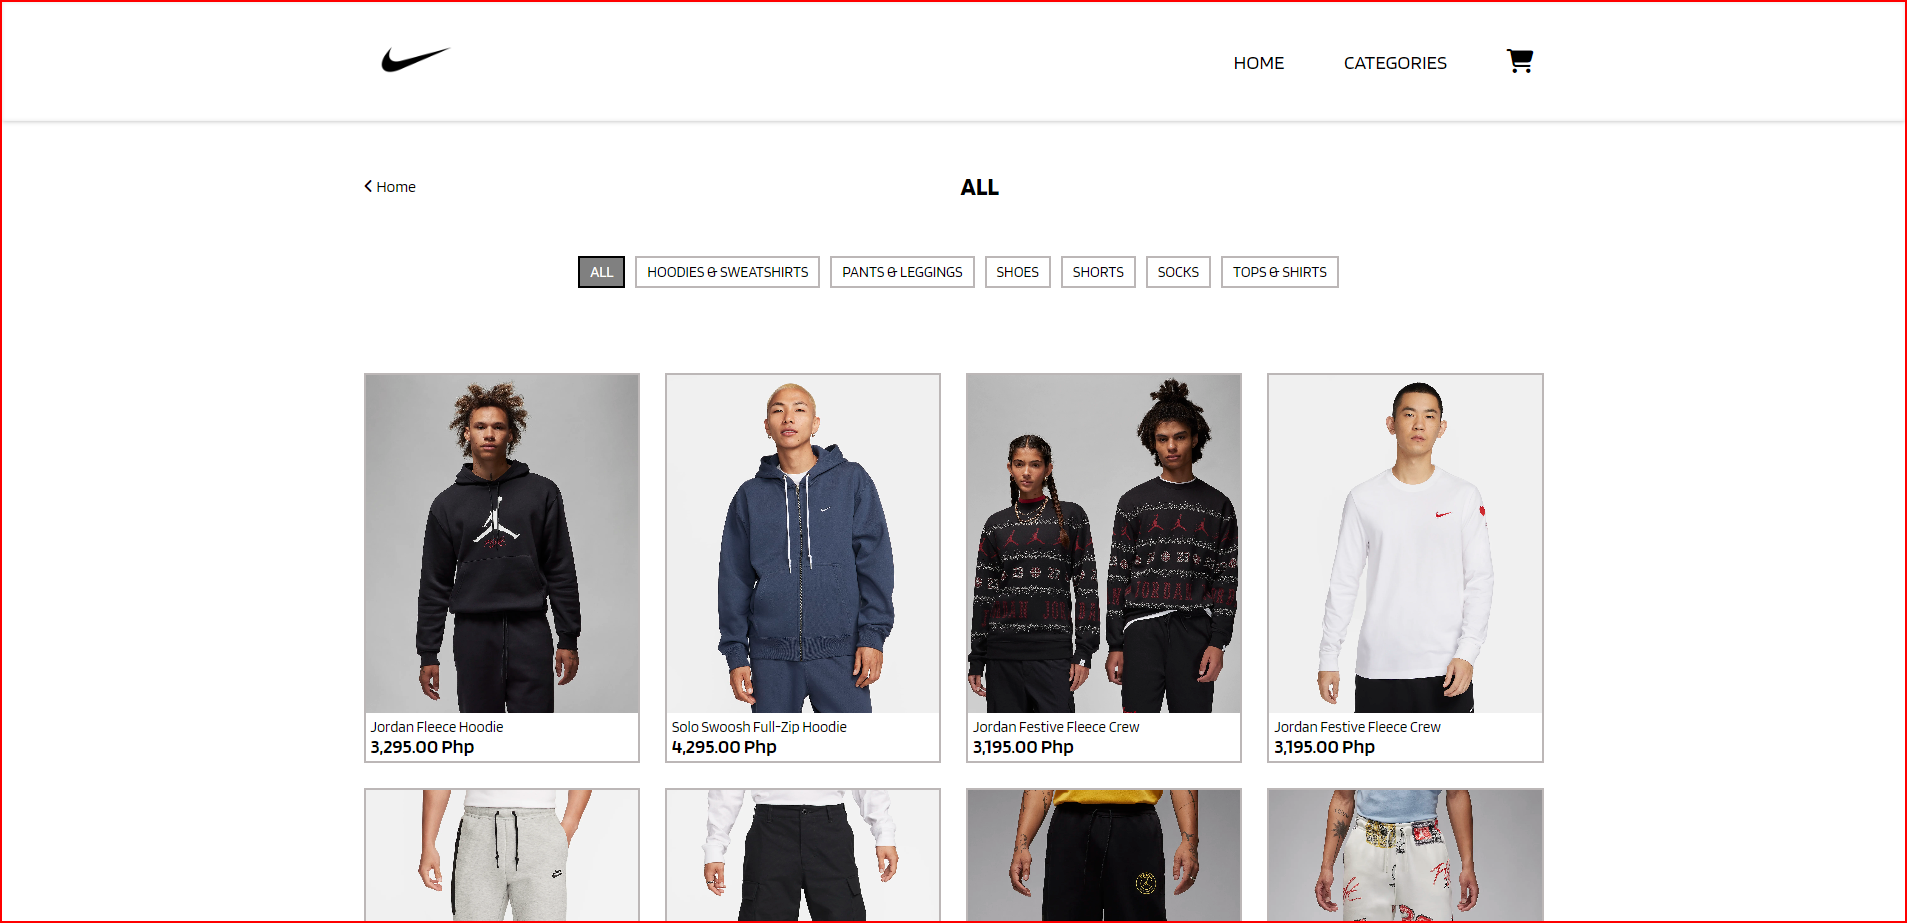 HOME CATEGORIES
Home
ALL
ALL HOODIES & SWEATSHIRTS PANTS & LEGGINGS SHOES SHORTS SOCKS TOPS & SHIRTS
Jordan Fleece Hoodie
3,295.00 Php
Solo Swoosh Full-Zip Hoodie
4,295.00 Php
Jordan Festive Fleece Crew
3,195.00 Php
Jordan Festive Fleece Crew
3,195.00 Php